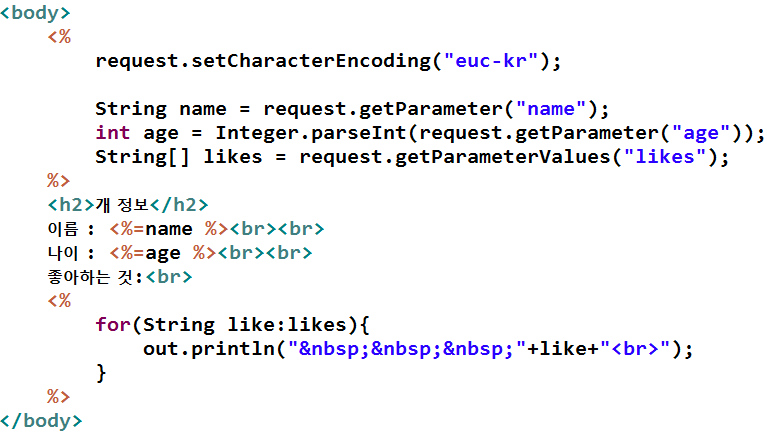 <body>
<%
request.setCharacterEncoding("euc-kr");
String name = request.getParameter("name");
int age = Integer.parseInt(request.getParameter("age"));
String[] likes = request.getParameterValues("likes");
%>
<h2>개 정보</h2>
이름 : <%=name %><br><br>
나이 : <%=age %><br><br>
좋아하는 것:<br>
<%
for(String like:likes){
out.println("&nbsp;&nbsp;&nbsp;"+like+"<br>");
}
%>
</body>